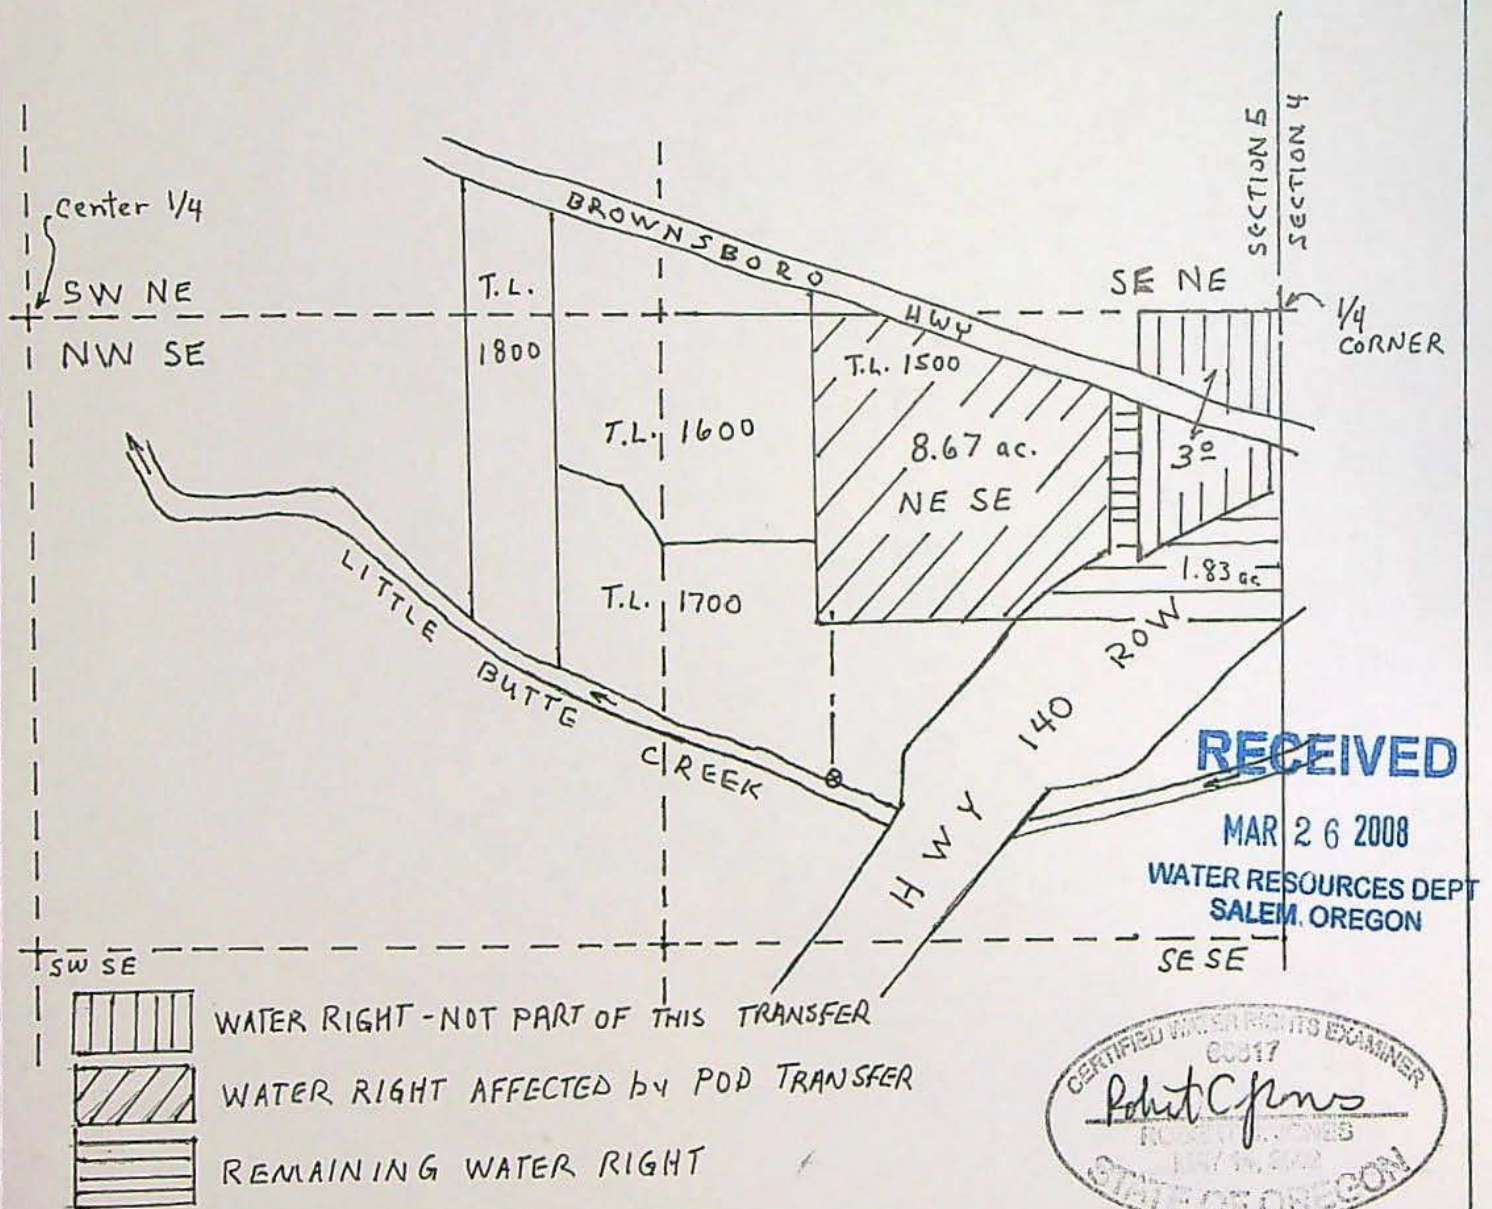 SECTION 5
SECTION 4
Center 1/4
BROWNSBORO HWY
SW NE
T.L.
SE NE
1/4
CORNER
NW SE
1800
T.L. 1500
T.L. 1600
8.67 ac.
3º
NE SE
1.83 ac
LITTLE BUTTE CREEK
T.L. 1700
HWY 140 ROW
RECEIVED
MAR 26 2008
WATER RESOURCES DEPT
SALEM, OREGON
SW SE
SE SE
WATER RIGHT - NOT PART OF THIS TRANSFER
WATER RIGHT AFFECTED by POD TRANSFER
REMAINING WATER RIGHT
CERTIFIED WATER RIGHTS EXAMINER
Robert C Jones
STATE OF OREGON